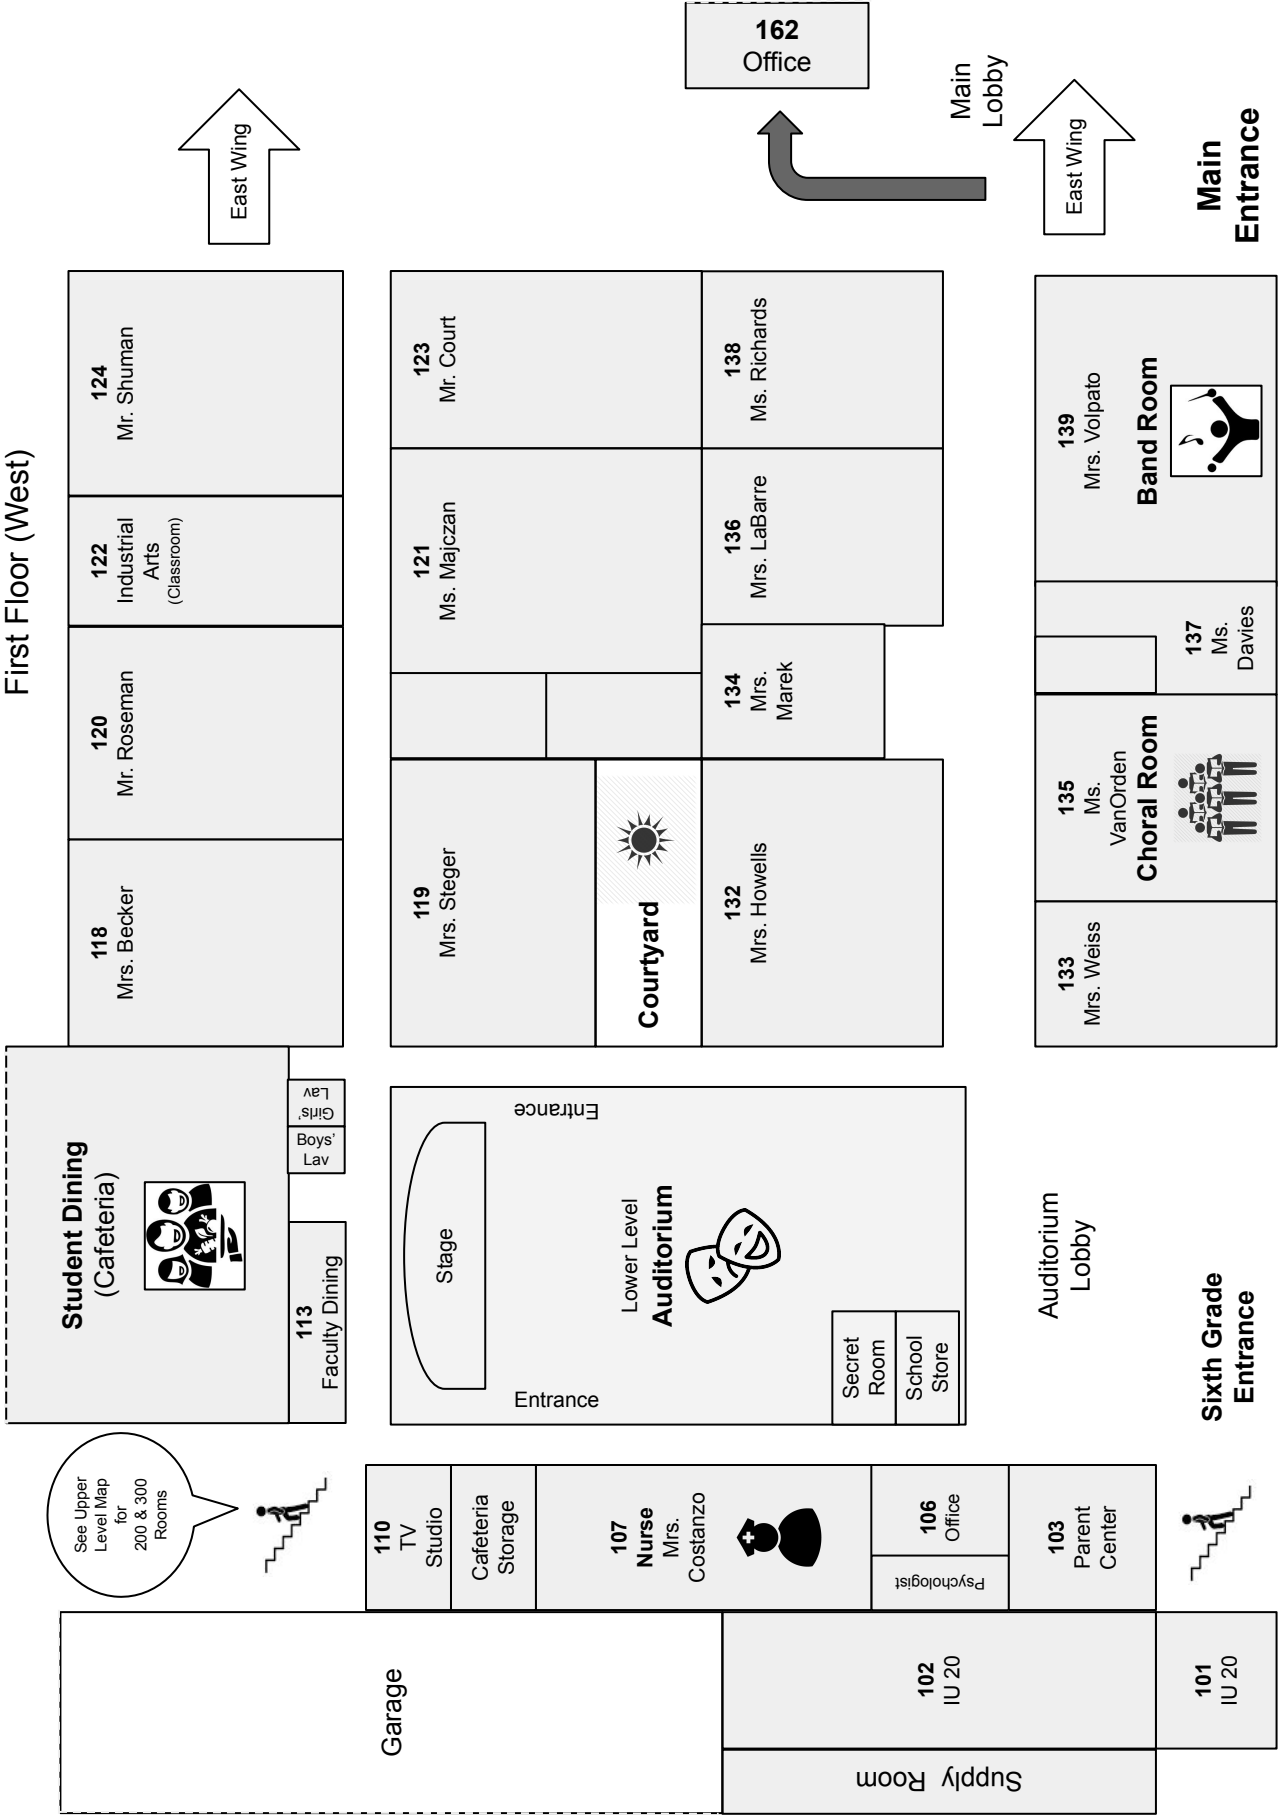 First Floor (West)
See Upper
Level Map
for
200 & 300
Rooms
Student Dining
(Cafeteria)
118
Mrs. Becker
120
Mr. Roseman
122
Industrial
Arts
(Classroom)
124
Mr. Shuman
East Wing
113
Faculty Dining
Boys'
Lav
Girls'
Lav
Garage
110
TV
Studio
Cafeteria
Storage
107
Nurse
Mrs.
Costanzo
106
Office
Psychologist
103
Parent
Center
102
IU 20
101
IU 20
Supply Room
Stage
Entrance
Entrance
Lower Level
Auditorium
Secret
Room
School
Store
119
Mrs. Steger
Courtyard
121
Ms. Majczan
123
Mr. Court
132
Mrs. Howells
134
Mrs.
Marek
136
Mrs. LaBarre
138
Ms. Richards
162
Office
Main
Lobby
East Wing
Auditorium
Lobby
Sixth Grade
Entrance
133
Mrs. Weiss
135
Ms.
VanOrden
Choral Room
137
Ms.
Davies
139
Mrs. Volpato
Band Room
Main
Entrance